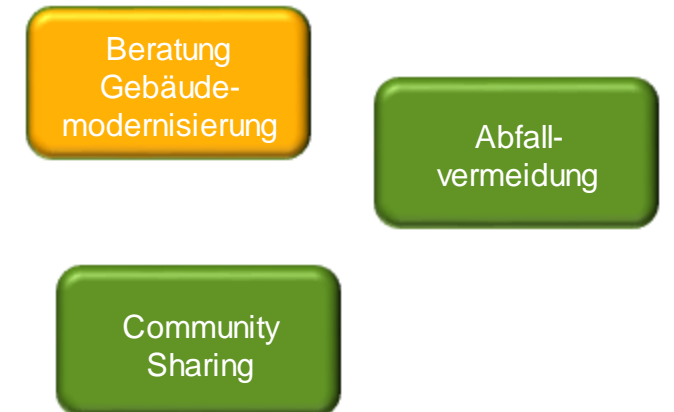 Beratung
Gebäude-
modernisierung
Abfall-
vermeidung
Community
Sharing